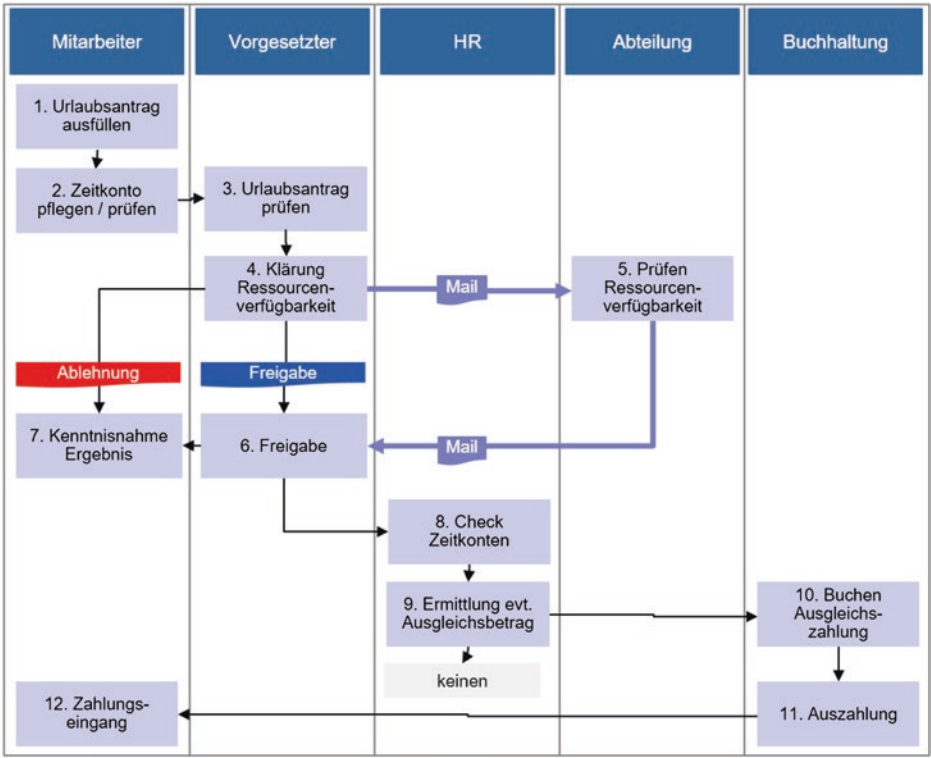 Mitarbeiter
Vorgesetzter
HR
Abteilung
Buchhaltung
1. Urlaubsantrag
ausfüllen
2. Zeitkonto
pflegen / prüfen
3. Urlaubsantrag
prüfen
4. Klärung
Ressourcen-
verfügbarkeit
Mail
5. Prüfen
Ressourcen-
verfügbarkeit
Ablehnung
Freigabe
7. Kenntnisnahme
Ergebnis
6. Freigabe
Mail
8. Check
Zeitkonten
9. Ermittlung evt.
Ausgleichsbetrag
10. Buchen
Ausgleichs-
zahlung
keinen
12. Zahlungs-
eingang
11. Auszahlung